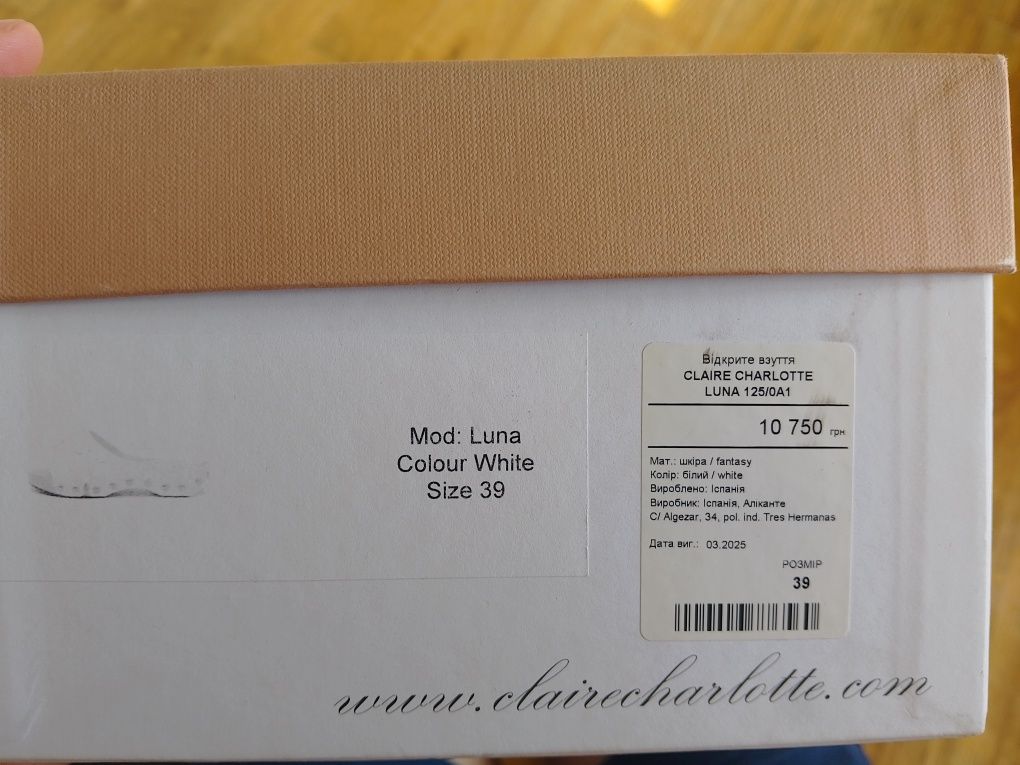 Mod: Luna
Colour White
Size 39
Відкрите взуття
CLAIRE CHARLOTTE
LUNA 125/0A1
10 750 грн
Мат.: шкіра / fantasy
Колір: білий / white
Вироблено: Іспанія
Виробник: Іспанія, Аліканте
C/ Algezar, 34, pol. ind. Tres Hermanas
Дата виг.: 03.2025
РОЗМІР
39
www.clairecharlotte.com